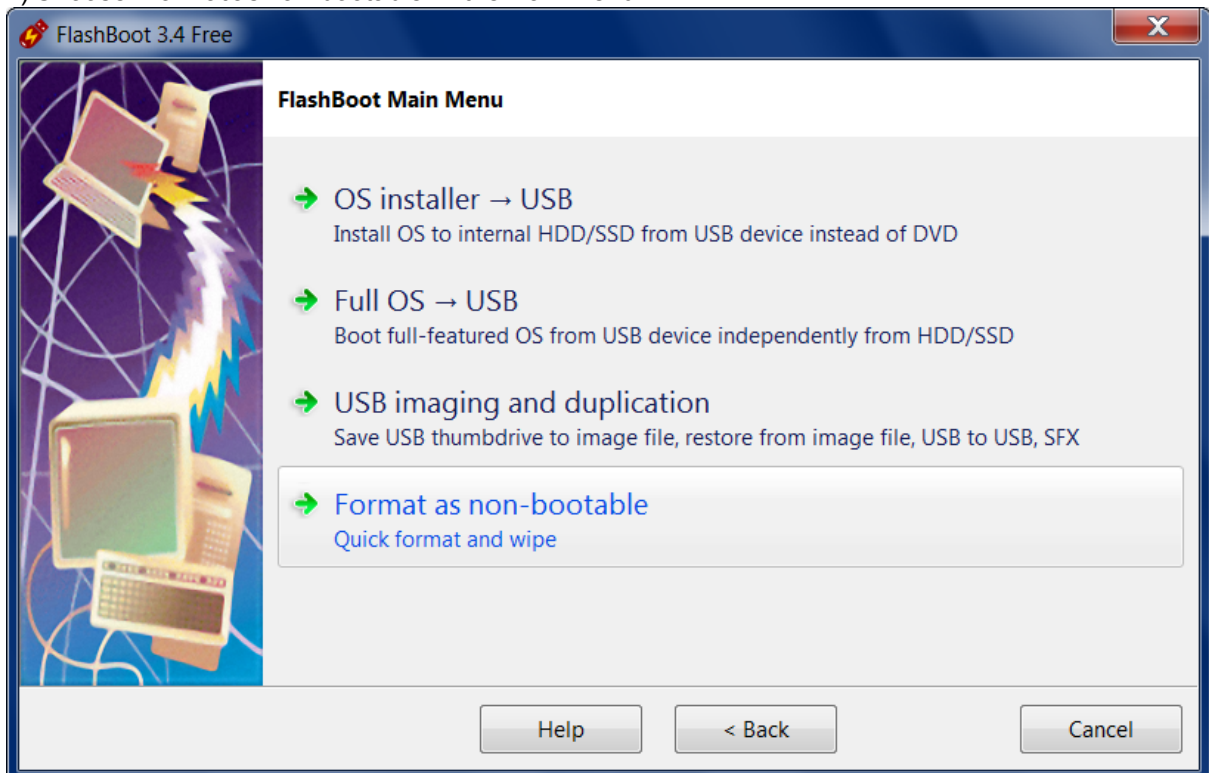 FlashBoot 3.4 Free
FlashBoot Main Menu
OS installer → USB
Install OS to internal HDD/SSD from USB device instead of DVD
Full OS → USB
Boot full-featured OS from USB device independently from HDD/SSD
USB imaging and duplication
Save USB thumbdrive to image file, restore from image file, USB to USB, SFX
Format as non-bootable
Quick format and wipe
Help
< Back
Cancel